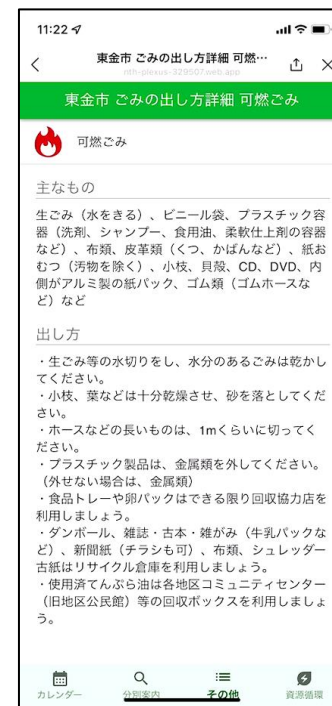 11:22
東金市 ごみの出し方詳細 可燃…
nth-plexus-329507.web.app
東金市 ごみの出し方詳細 可燃ごみ
可燃ごみ
主なもの
生ごみ（水をきる）、ビニール袋、プラスチック容
器（洗剤、シャンプー、食用油、柔軟仕上剤の容器
など）、布類、皮革類（くつ、かばんなど）、紙お
むつ（汚物を除く）、小枝、貝殻、CD、DVD、内
側がアルミ製の紙パック、ゴム類（ゴムホースな
ど）など
出し方
・生ごみ等の水切りをし、水分のあるごみは乾かし
てください。
・小枝、葉などは十分乾燥させ、砂を落としてくだ
さい。
・ホースなどの長いものは、1mくらいに切ってく
ださい。
・プラスチック製品は、金属類を外してください。
（外せない場合は、金属類）
・食品トレーや卵パックはできる限り回収協力店を
利用しましょう。
・ダンボール、雑誌・古本・雑がみ（牛乳パックな
ど）、新聞紙（チラシも可）、布類、シュレッダー
古紙はリサイクル倉庫を利用しましょう。
・使用済てんぷら油は各地区コミュニティセンター
（旧地区公民館）等の回収ボックスを利用しましょ
う。
カレンダー 分別案内 その他 資源循環